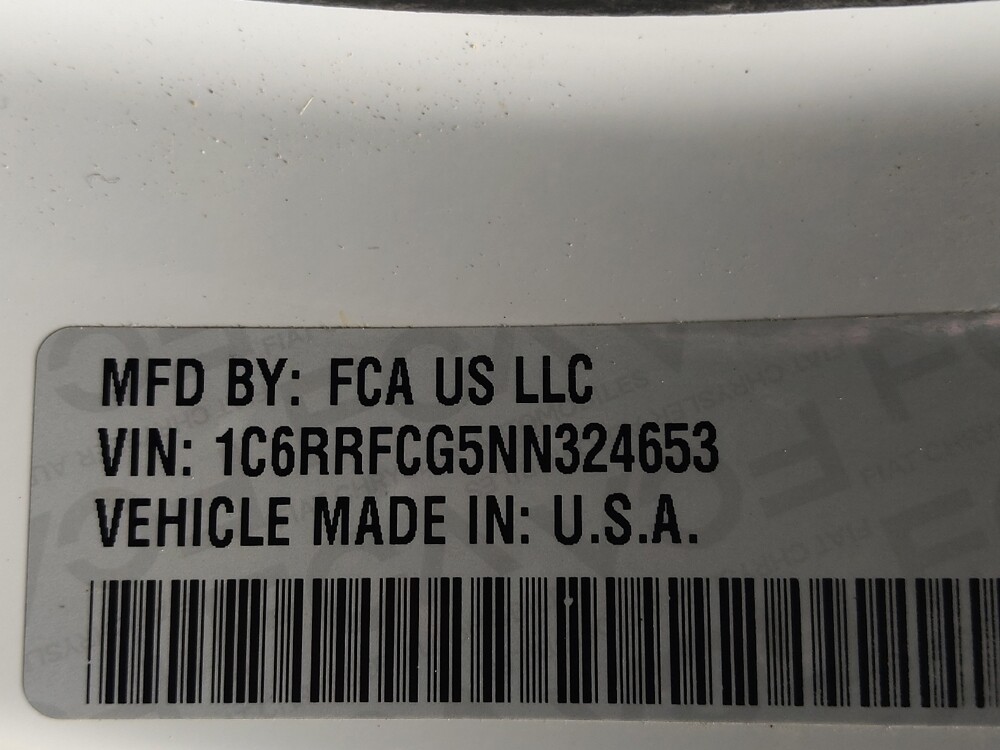 MFD BY: FCA US LLC
VIN: 1C6RRFCG5NN324653
VEHICLE MADE IN: U.S.A.